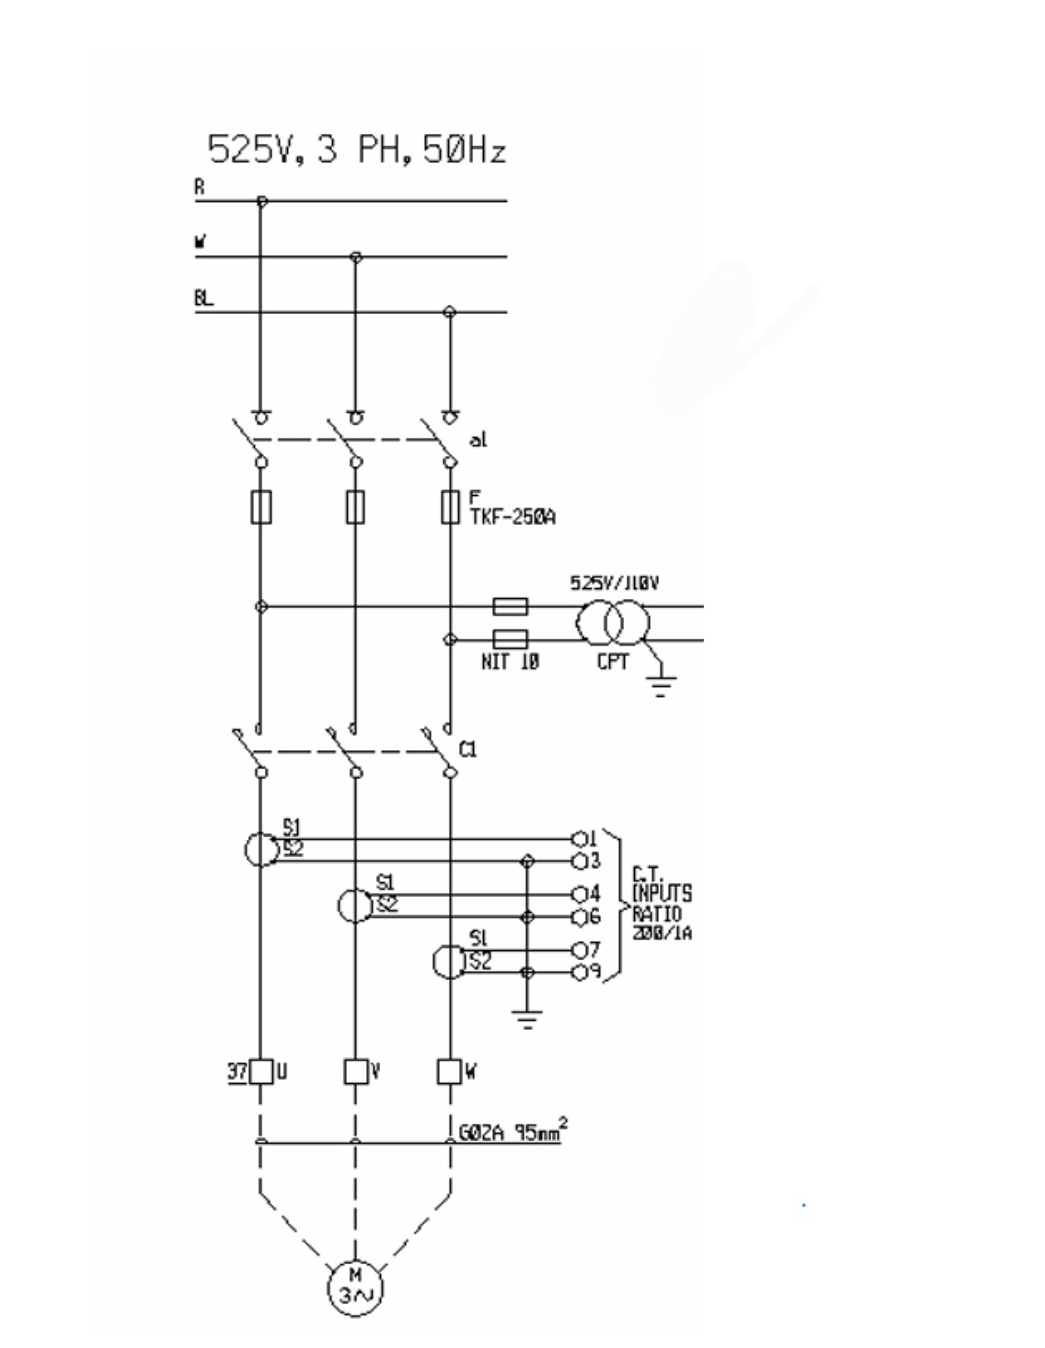 525V, 3 PH, 50Hz
R
W
BL
a1
F
TKF-250A
525V/110V
NIT 10
CPT
C1
S1
S2
1
3
S1
S2
4
6
S1
S2
7
9
C.T.
INPUTS
RATIO
200/1A
37 U
V
W
G02A 95mm²
M
3~